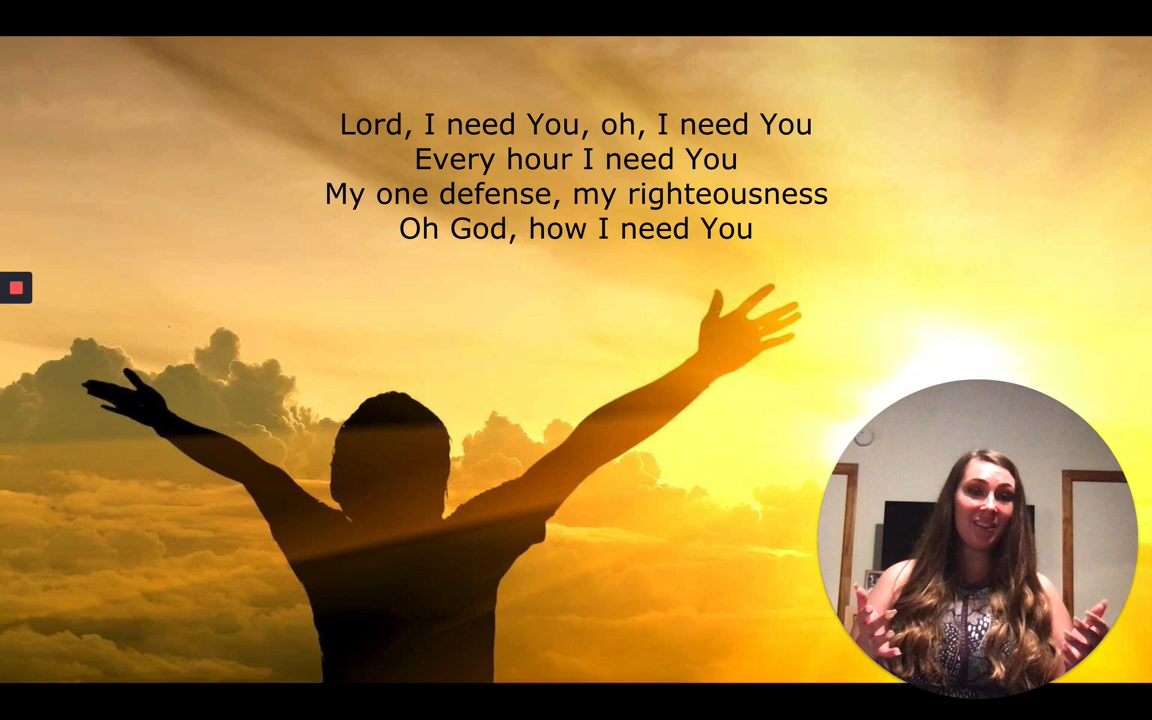 Lord, I need You, oh, I need You
Every hour I need You
My one defense, my righteousness
Oh God, how I need You